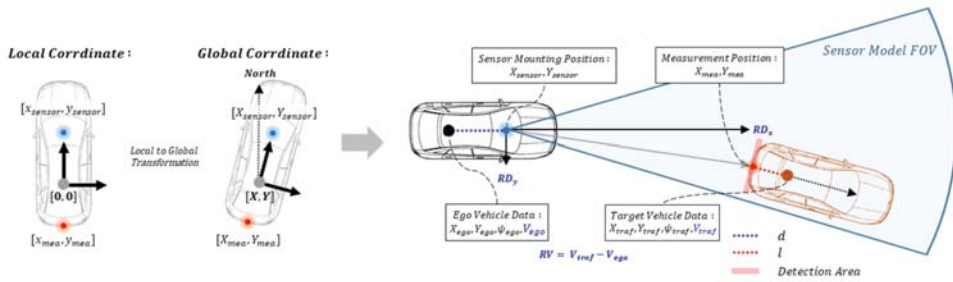 Local Corrdinate :
[x_sensor, y_sensor]
[0, 0]
[x_mea, y_mea]
Local to Global
Transformation
Global Corrdinate :
North
[X_sensor, Y_sensor]
[X, Y]
[X_mea, Y_mea]
Sensor Mounting Position :
X_sensor, Y_sensor
Measurement Position :
X_mea, Y_mea
Sensor Model FOV
RD_x
RD_y
Ego Vehicle Data :
X_ego, Y_ego, ψ_ego, V_ego
Target Vehicle Data :
X_traf, Y_traf, ψ_traf, V_traf
RV = V_traf − V_ego
d
l
Detection Area